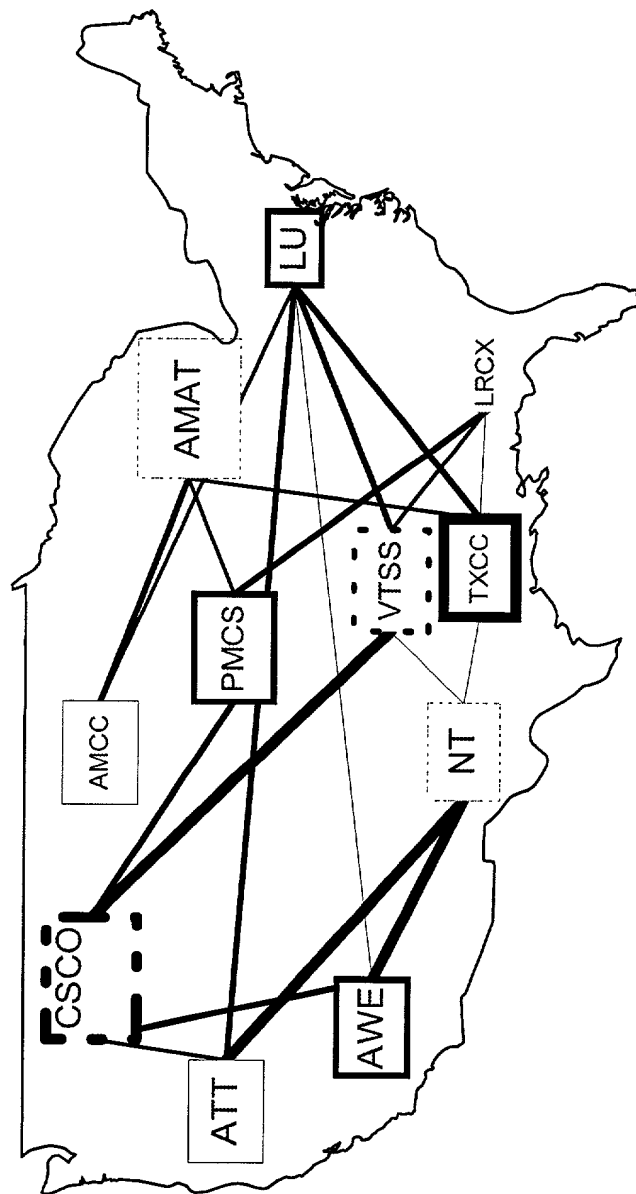 CSCO
ATT
AWE
AMCC
PMCS
NT
AMAT
VTSS
TXCC
LU
LRCX